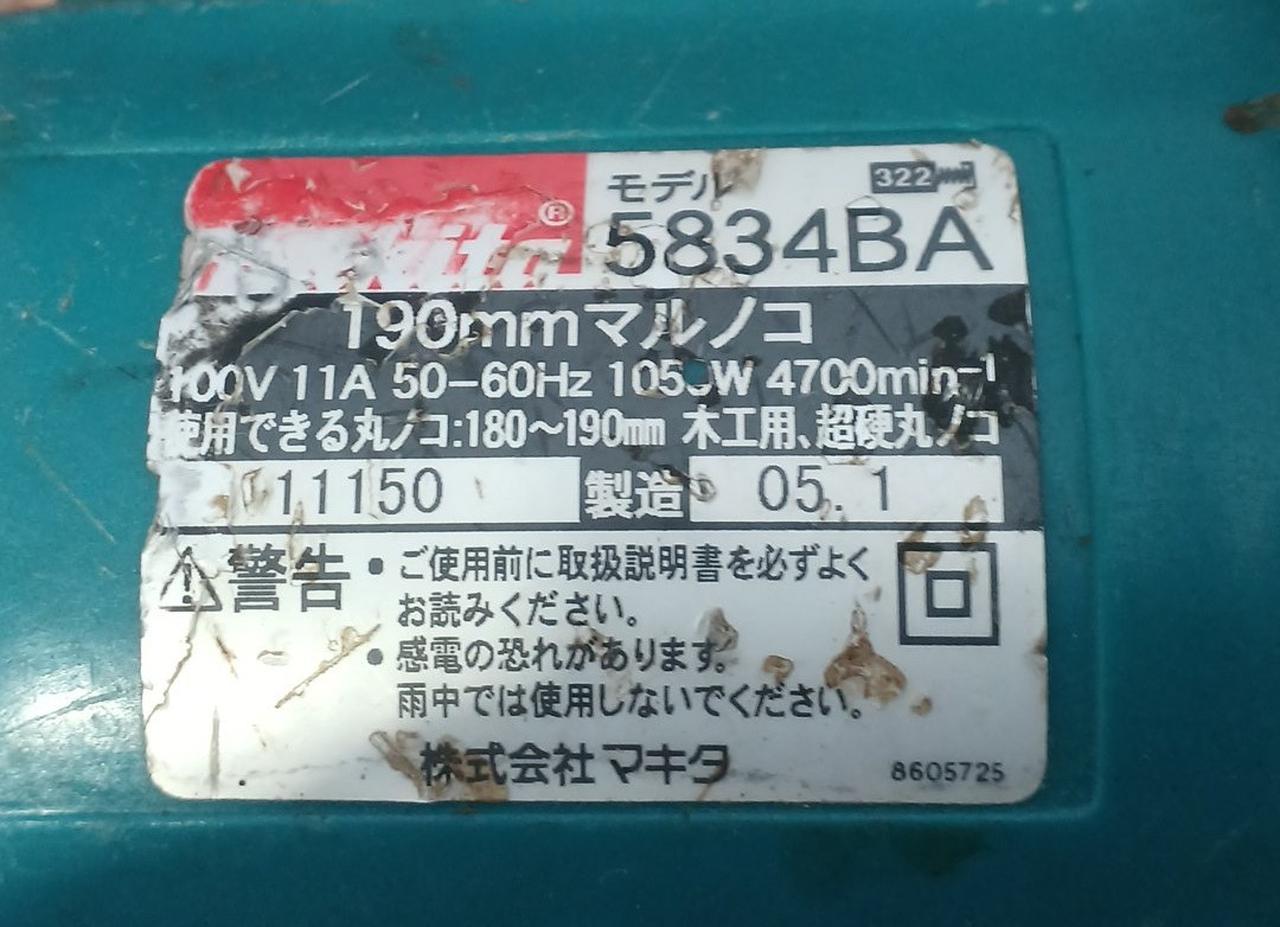 モデル 322
5834BA
190mmマルノコ
100V 11A 50-60Hz 1050W 4700min⁻¹
使用できる丸ノコ:180~190mm 木工用、超硬丸ノコ
11150 製造 05. 1
警告 • ご使用前に取扱説明書を必ずよく
お読みください。
• 感電の恐れがあります。
雨中では使用しないでください。
株式会社 マキタ 8605725